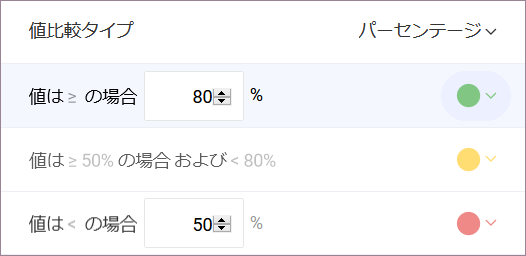 値比較タイプ パーセンテージ
値は ≥ の場合 80 %
値は ≥ 50% の場合 および < 80%
値は < の場合 50 %